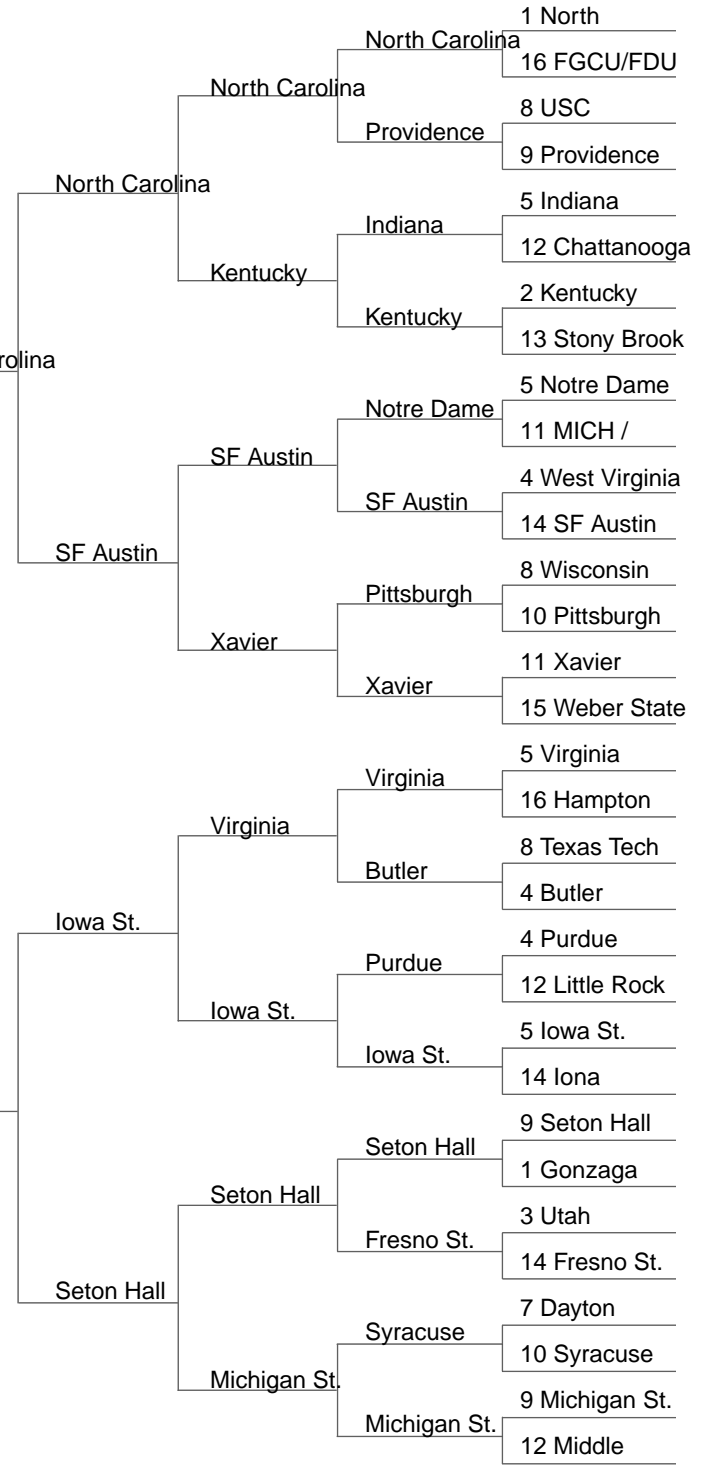 1 North
North Carolina
16 FGCU/FDU
North Carolina
8 USC
Providence
9 Providence
North Carolina
5 Indiana
Indiana
12 Chattanooga
Kentucky
2 Kentucky
Kentucky
13 Stony Brook
rolina
5 Notre Dame
Notre Dame
11 MICH /
SF Austin
4 West Virginia
SF Austin
14 SF Austin
SF Austin
8 Wisconsin
Pittsburgh
10 Pittsburgh
Xavier
11 Xavier
Xavier
15 Weber State
5 Virginia
Virginia
16 Hampton
Virginia
8 Texas Tech
Butler
4 Butler
Iowa St.
4 Purdue
Purdue
12 Little Rock
Iowa St.
5 Iowa St.
Iowa St.
14 Iona
9 Seton Hall
Seton Hall
1 Gonzaga
Seton Hall
3 Utah
Fresno St.
14 Fresno St.
Seton Hall
7 Dayton
Syracuse
10 Syracuse
Michigan St.
9 Michigan St.
Michigan St.
12 Middle